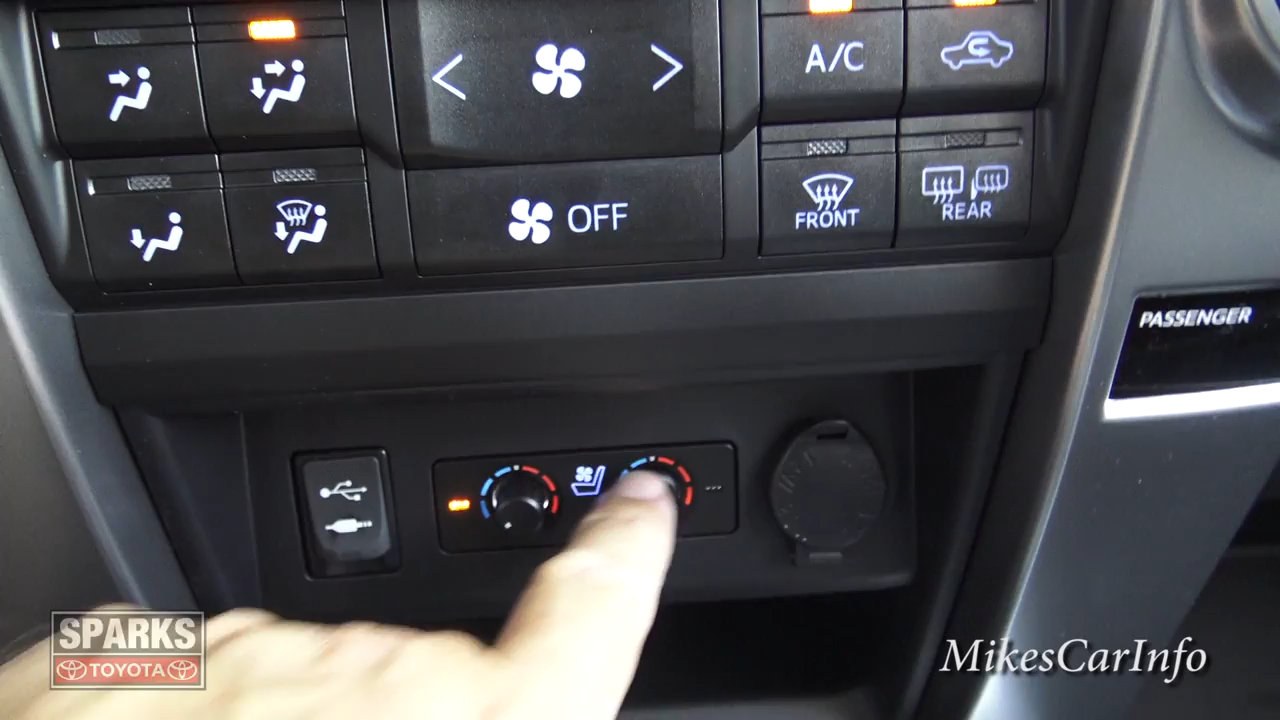 A/C
OFF
FRONT
REAR
PASSENGER
SPARKS
TOYOTA
MikesCarInfo